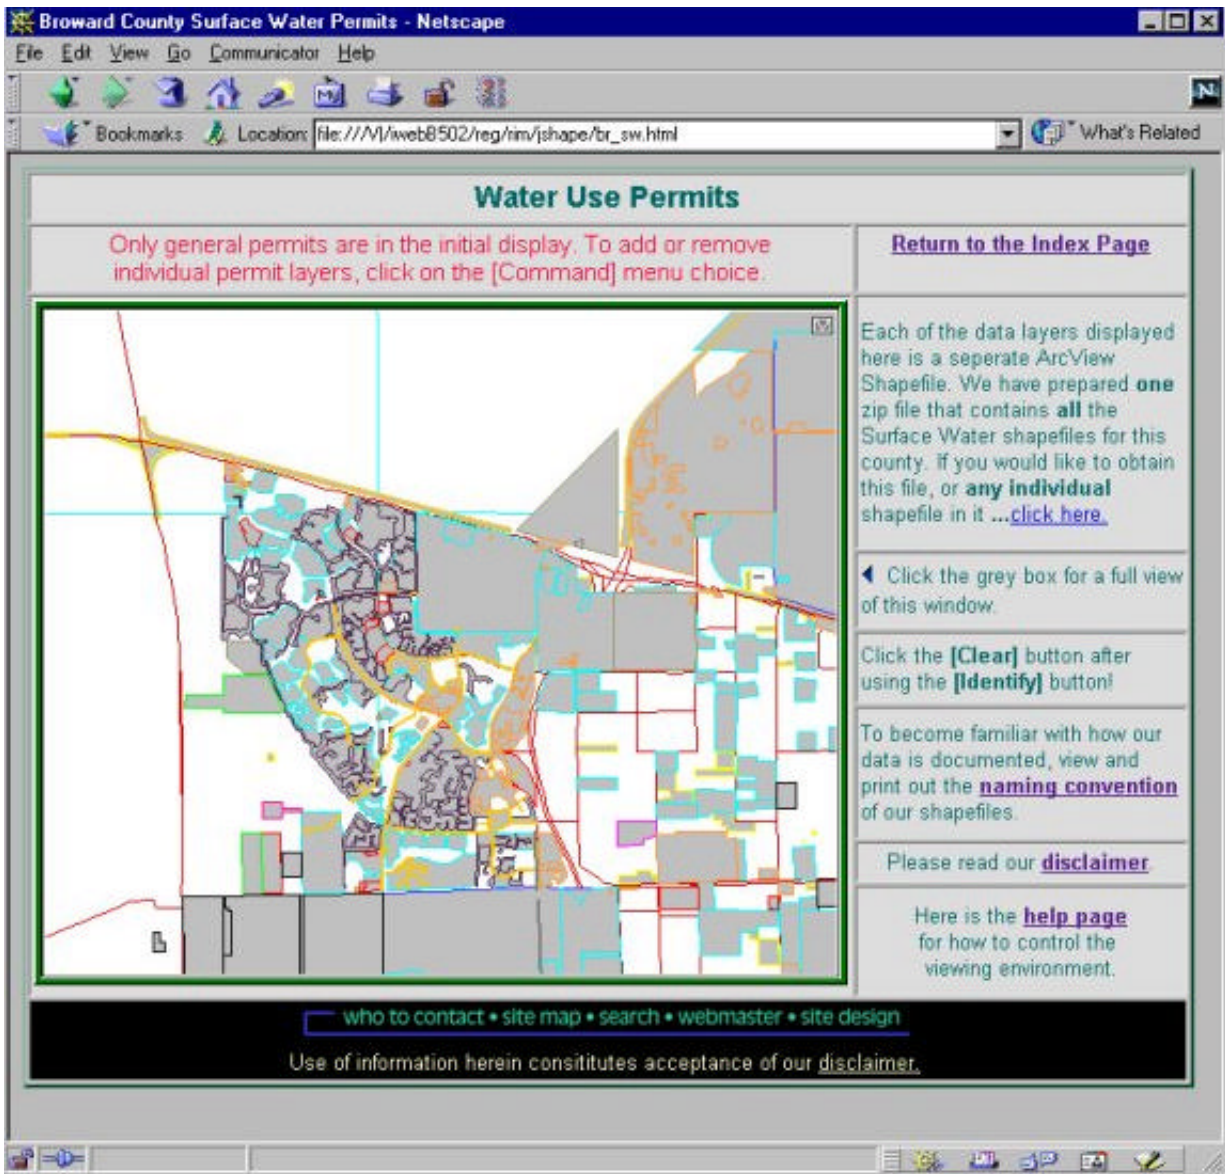 Broward County Surface Water Permits - Netscape
File Edit View Go Communicator Help
Bookmarks Location: file:///V|/iweb8502/reg/rim/jshape/br_sw.html What's Related
Water Use Permits
Only general permits are in the initial display. To add or remove
individual permit layers, click on the [Command] menu choice.
Return to the Index Page
Each of the data layers displayed
here is a seperate ArcView
Shapefile. We have prepared one
zip file that contains all the
Surface Water shapefiles for this
county. If you would like to obtain
this file, or any individual
shapefile in it ...click here.
Click the grey box for a full view
of this window.
Click the [Clear] button after
using the [Identify] button!
To become familiar with how our
data is documented, view and
print out the naming convention
of our shapefiles.
Please read our disclaimer.
Here is the help page
for how to control the
viewing environment.
who to contact • site map • search • webmaster • site design
Use of information herein consititutes acceptance of our disclaimer.